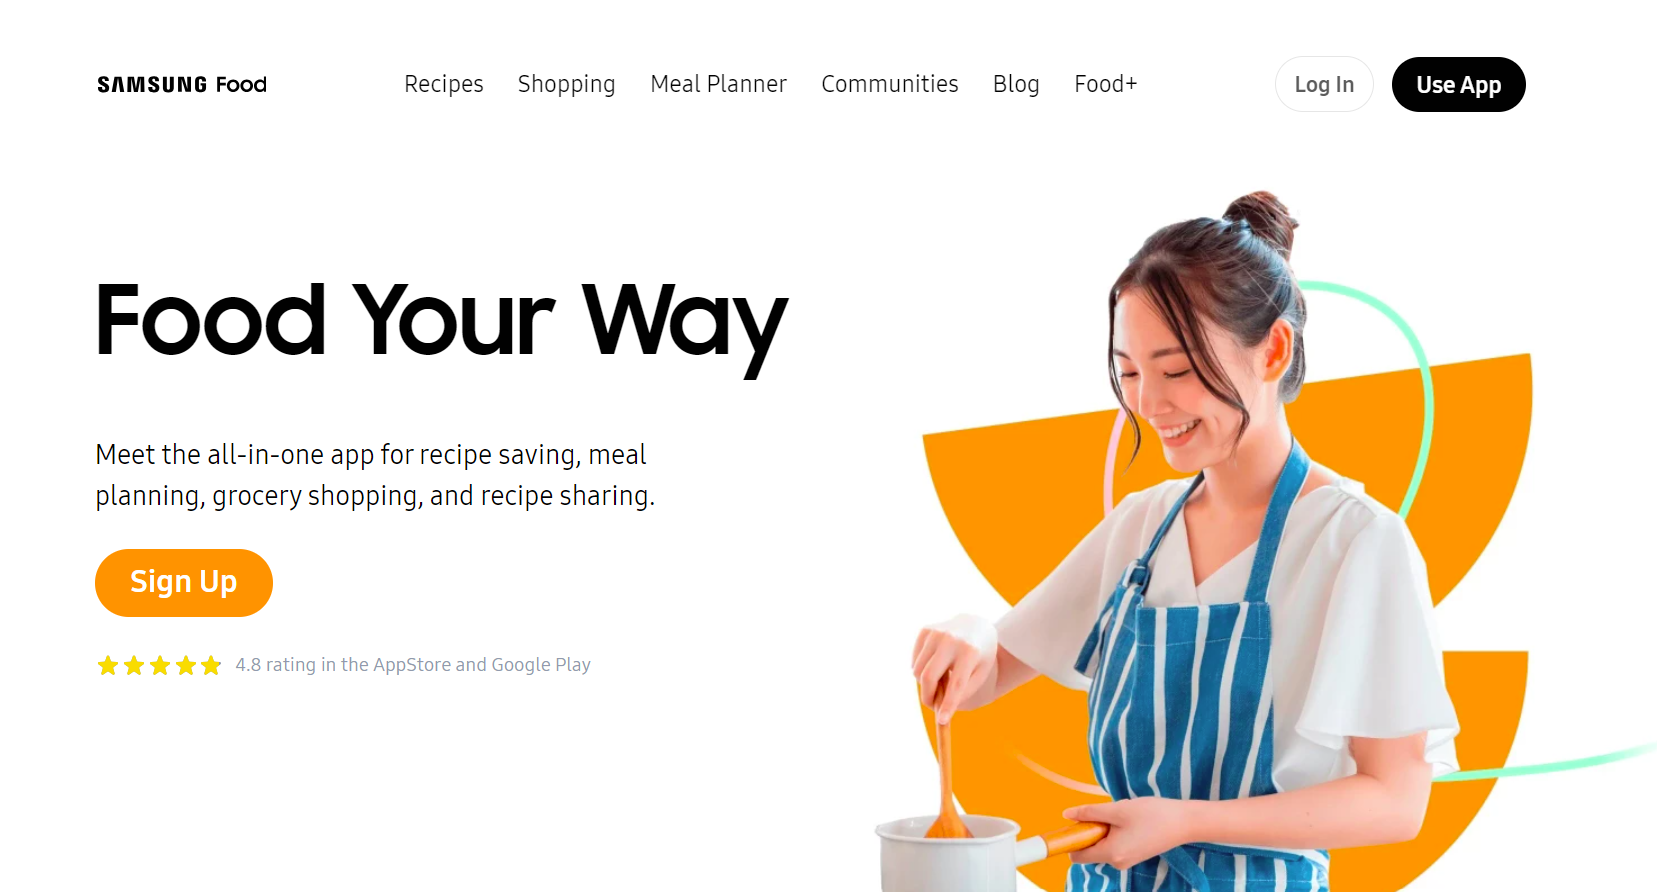 SAMSUNG Food
Recipes
Shopping
Meal Planner
Communities
Blog
Food+
Log In
Use App
Food Your Way
Meet the all-in-one app for recipe saving, meal
planning, grocery shopping, and recipe sharing.
Sign Up
4.8 rating in the AppStore and Google Play